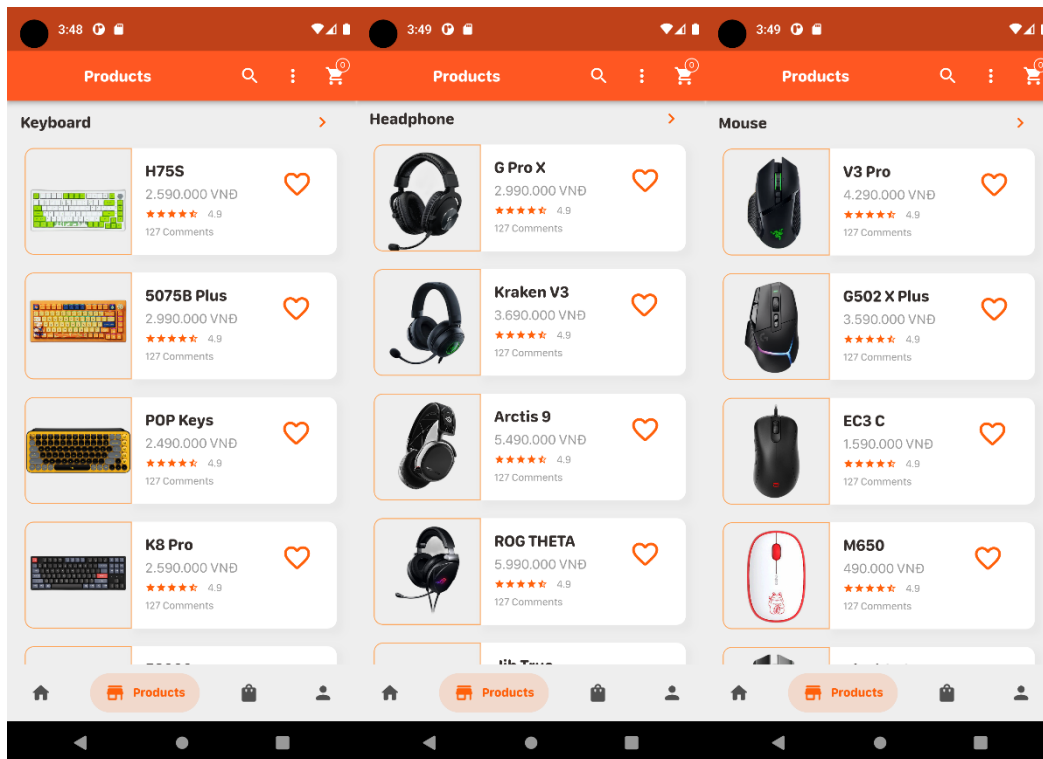 3:48
Products
0
Keyboard
H75S
2.590.000 VNĐ
4.9
127 Comments
5075B Plus
2.990.000 VNĐ
4.9
127 Comments
POP Keys
2.490.000 VNĐ
4.9
127 Comments
K8 Pro
2.590.000 VNĐ
4.9
127 Comments
Products
3:49
Products
0
Headphone
G Pro X
2.990.000 VNĐ
4.9
127 Comments
Kraken V3
3.690.000 VNĐ
4.9
127 Comments
Arctis 9
5.490.000 VNĐ
4.9
127 Comments
ROG THETA
5.990.000 VNĐ
4.9
127 Comments
Products
3:49
Products
0
Mouse
V3 Pro
4.290.000 VNĐ
4.9
127 Comments
G502 X Plus
3.590.000 VNĐ
4.9
127 Comments
EC3 C
1.590.000 VNĐ
4.9
127 Comments
M650
490.000 VNĐ
4.9
127 Comments
Products